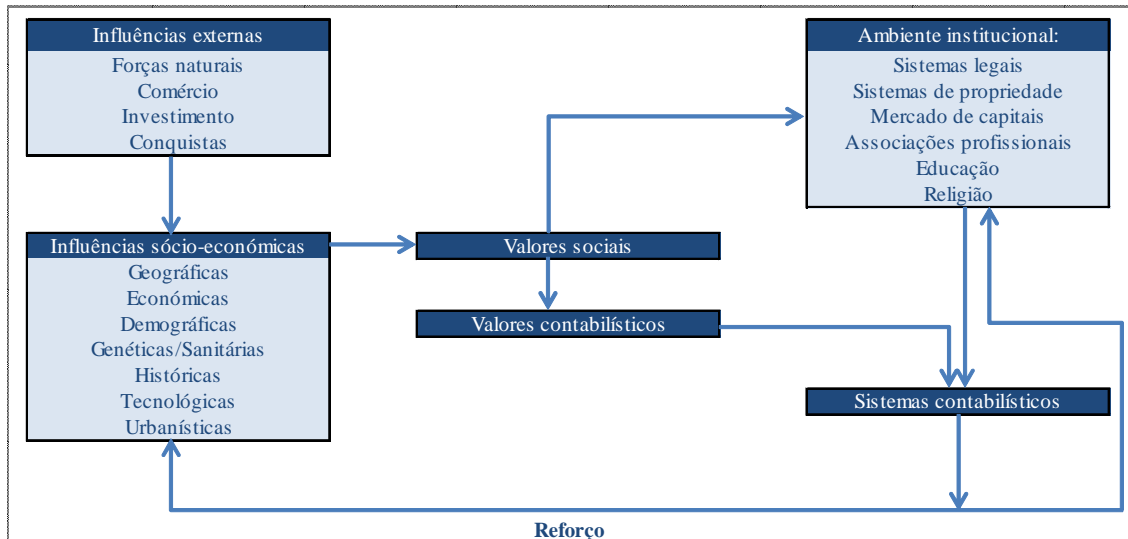 Influências externas
Forças naturais
Comércio
Investimento
Conquistas
Ambiente institucional:
Sistemas legais
Sistemas de propriedade
Mercado de capitais
Associações profissionais
Educação
Religião
Influências sócio-económicas
Geográficas
Económicas
Demográficas
Genéticas/Sanitárias
Históricas
Tecnológicas
Urbanísticas
Valores sociais
Valores contabilísticos
Sistemas contabilísticos
Reforço